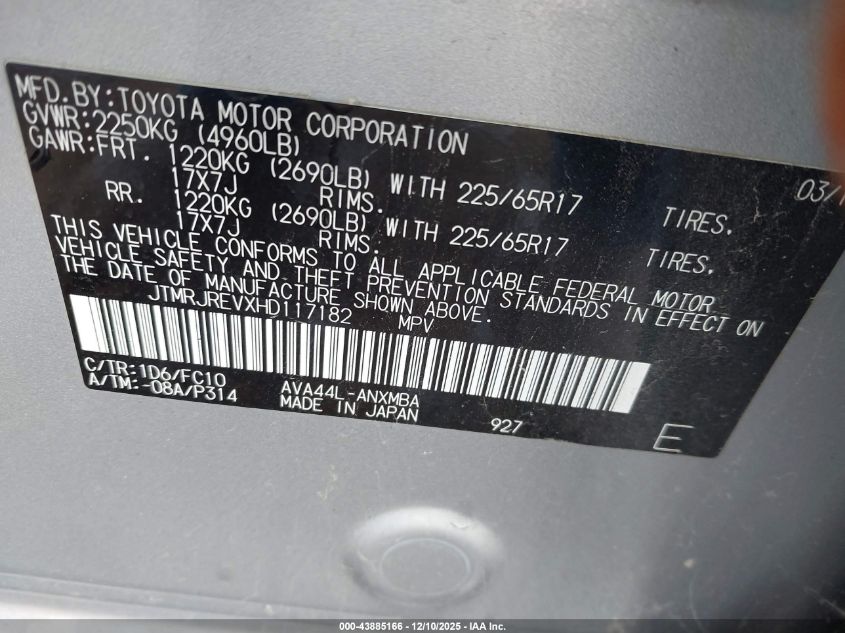 MFD. BY: TOYOTA MOTOR CORPORATION 03/1
GVWR: 2250KG (4960LB)
GAWR: FRT. 1220KG (2690LB) WITH 225/65R17 TIRES.
17X7J RIMS.
RR. 1220KG (2690LB) WITH 225/65R17 TIRES.
17X7J RIMS.
THIS VEHICLE CONFORMS TO ALL APPLICABLE FEDERAL MOTOR
VEHICLE SAFETY AND THEFT PREVENTION STANDARDS IN EFFECT ON
THE DATE OF MANUFACTURE SHOWN ABOVE.
JTMRJREVXHD117182 MPV
C/TR: 1D6/FC10 AVA44L-ANXMBA
A/TM: -08A/P314 MADE IN JAPAN
927 E
000-43885166 - 12/10/2025 - IAA Inc.